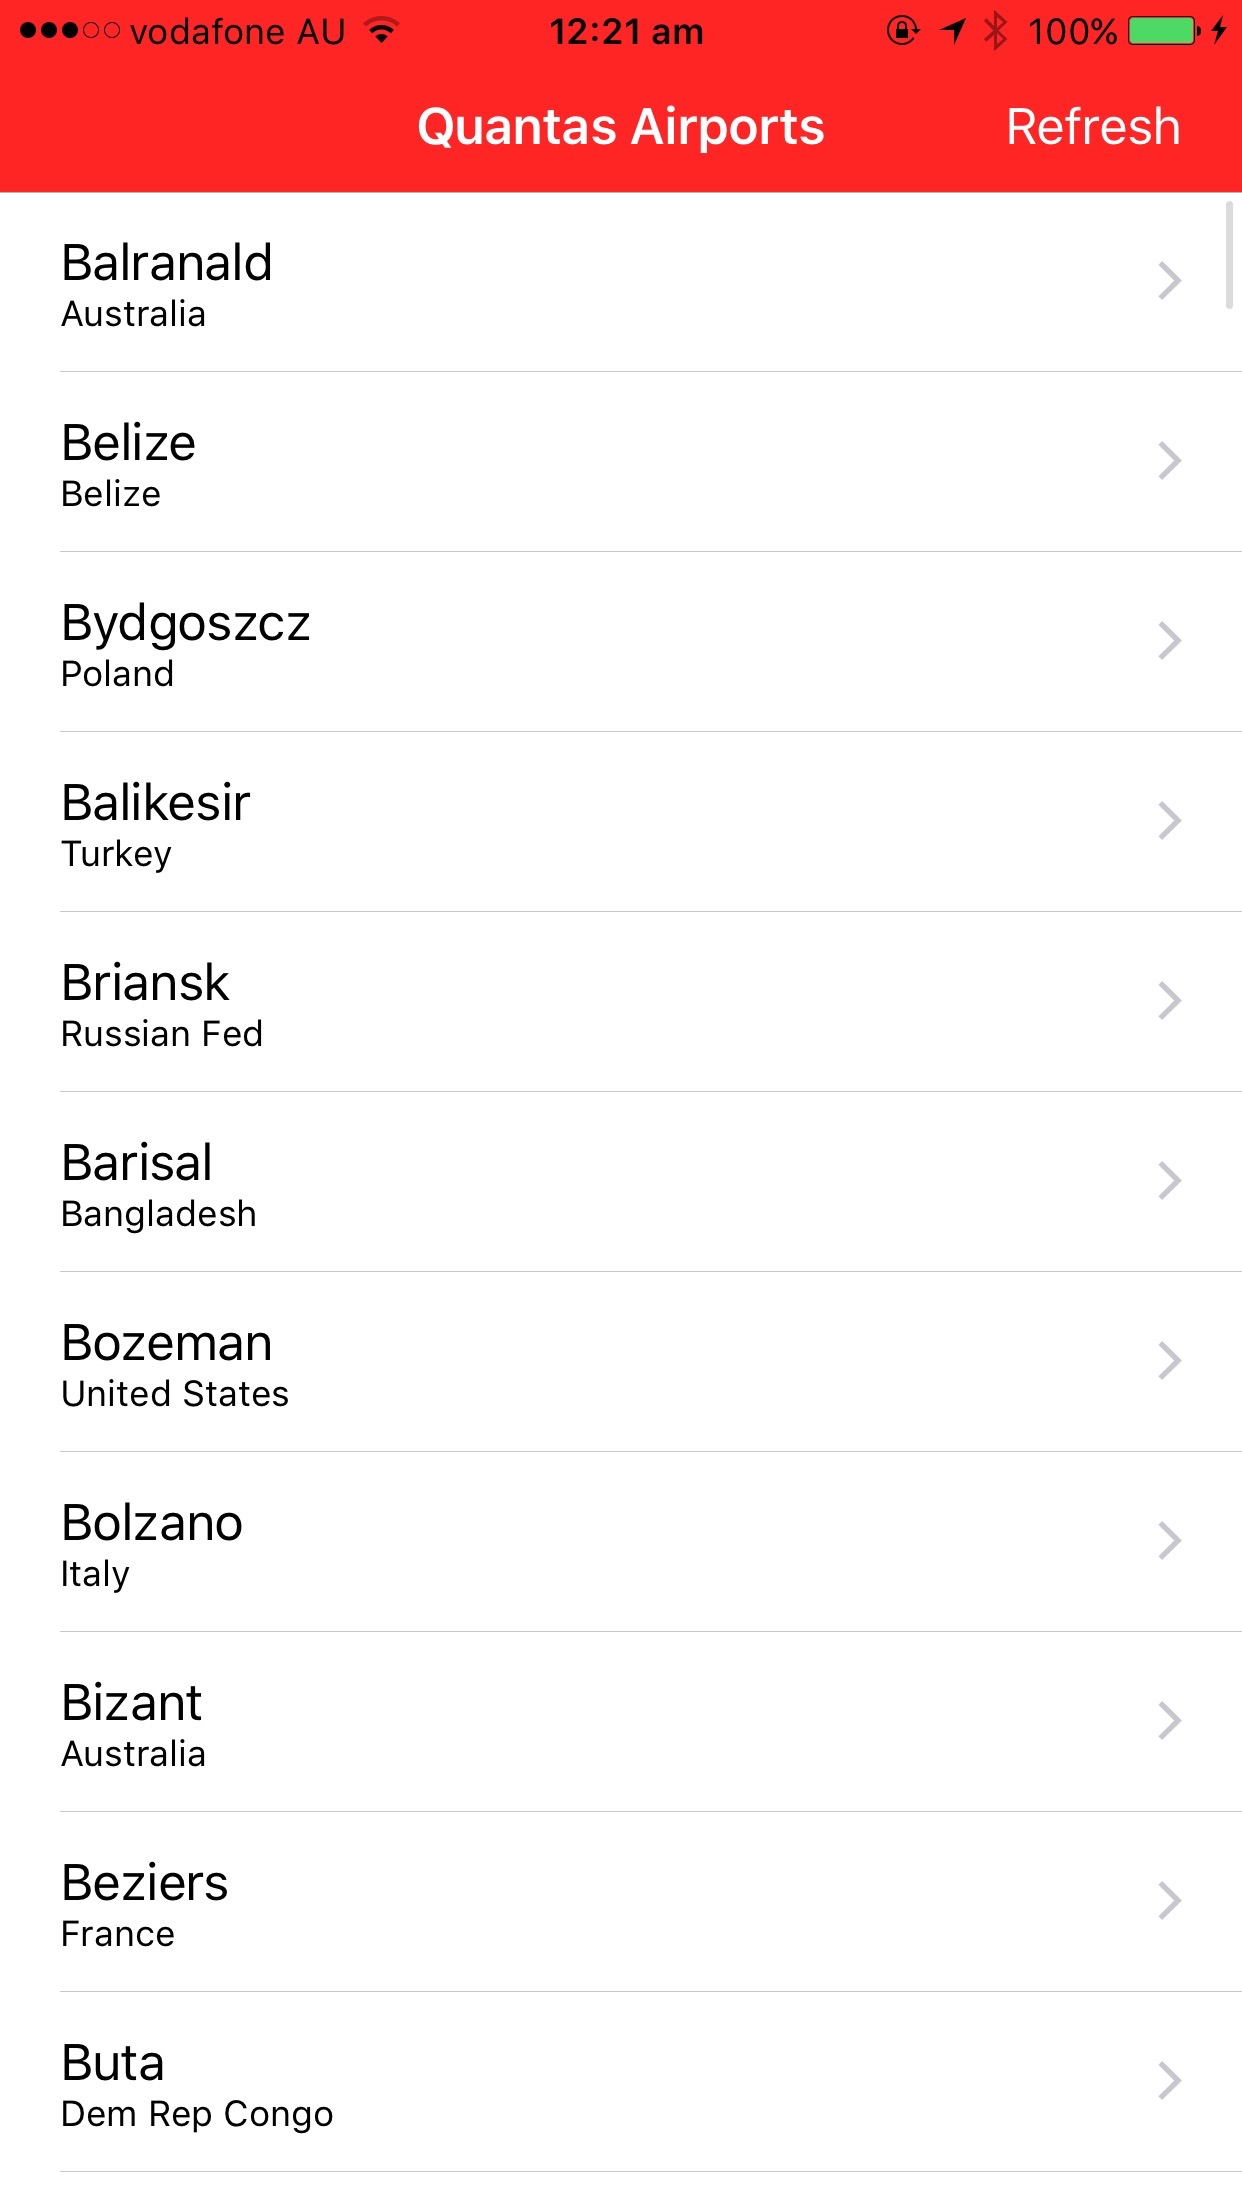 vodafone AU 12:21 am 100%
Quantas Airports Refresh
Balranald
Australia
Belize
Belize
Bydgoszcz
Poland
Balikesir
Turkey
Briansk
Russian Fed
Barisal
Bangladesh
Bozeman
United States
Bolzano
Italy
Bizant
Australia
Beziers
France
Buta
Dem Rep Congo